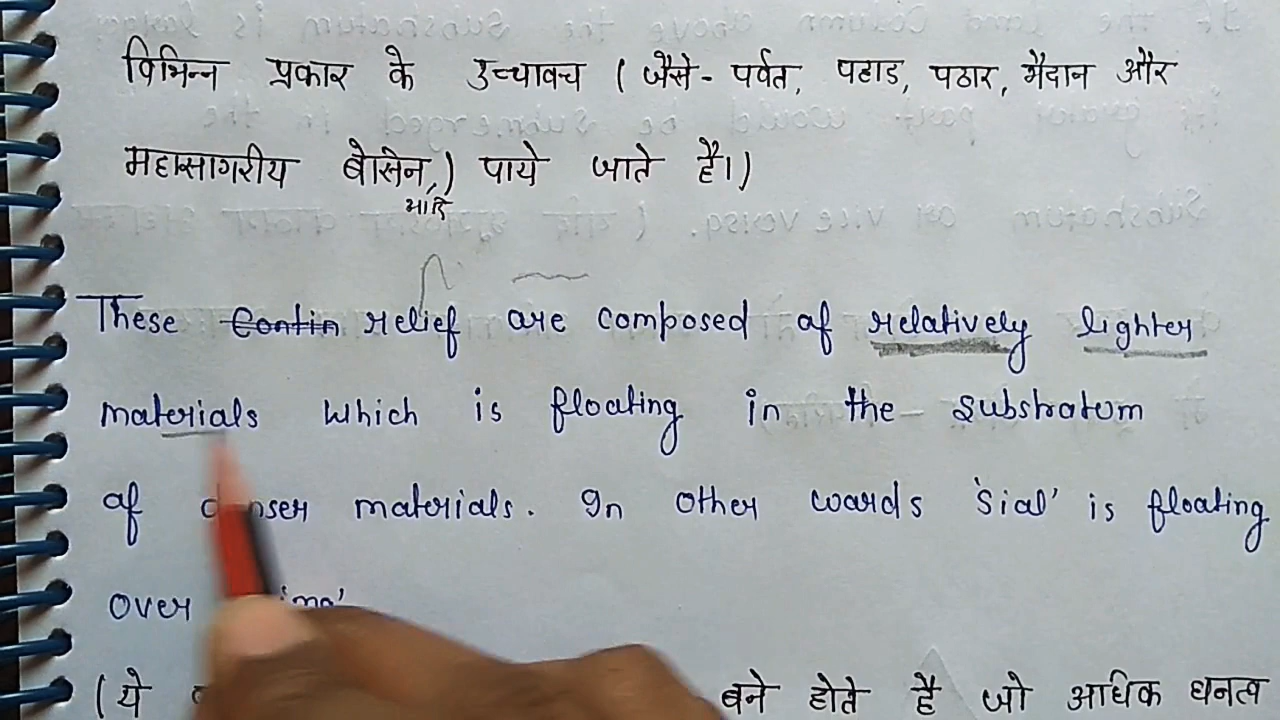 विभिन्न प्रकार के उच्चावच (जैसे- पर्वत, पहाड, पठार, मैदान और
महासागरीय बेसिन,) पाये जाते है।)
आदि
These Contin relief are composed of relatively lighter
materials which is floating in the substratum
of denser materials. In other words 'Sial' is floating
over
(ये बने होते है जो अधिक घनत्व